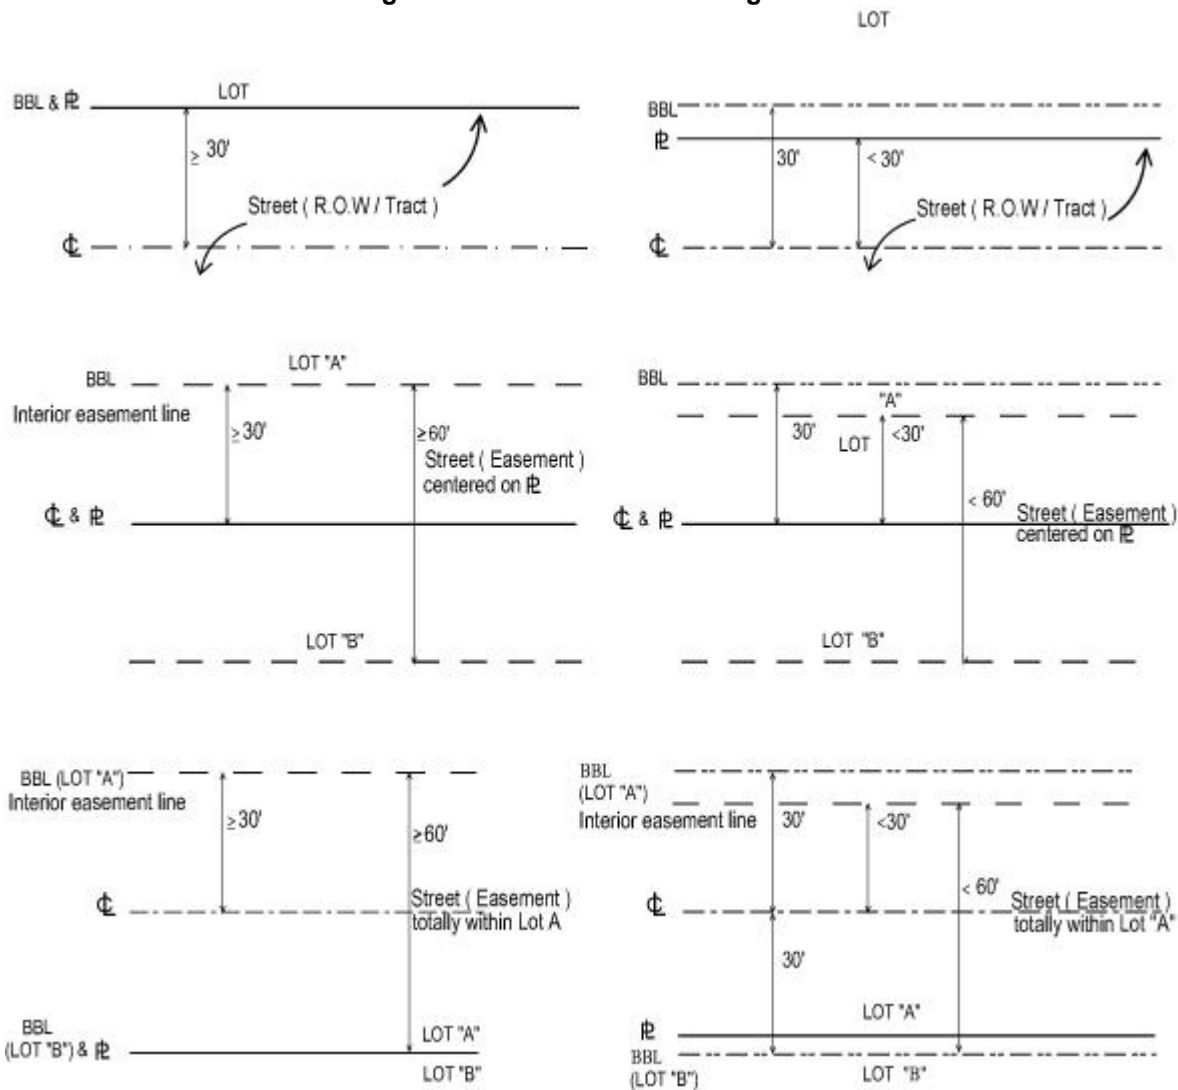 LOT
BBL & ⅊
LOT
≥ 30'
Street ( R.O.W / Tract )
℄
BBL
⅊
30'
< 30'
Street ( R.O.W / Tract )
℄
LOT "A"
BBL
Interior easement line
≥30'
≥60'
Street ( Easement )
centered on ⅊
℄ & ⅊
LOT "B"
BBL
"A"
30'
LOT
<30'
< 60'
℄ & ⅊
Street ( Easement )
centered on ⅊
LOT "B"
BBL (LOT "A")
Interior easement line
≥30'
≥60'
℄
Street ( Easement )
totally within Lot A
BBL
(LOT "B") & ⅊
LOT "A"
LOT "B"
BBL
(LOT "A")
Interior easement line
30'
<30'
< 60'
℄
Street ( Easement )
totally within Lot "A"
30'
LOT "A"
⅊
BBL
(LOT "B")
LOT "B"